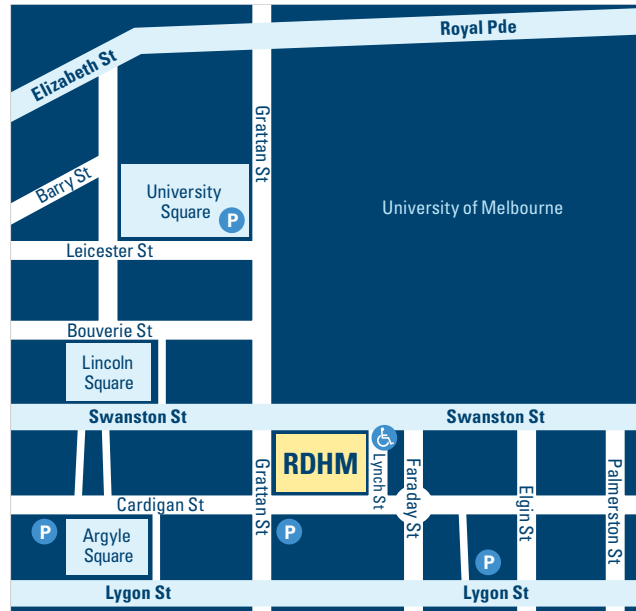 Royal Pde
Elizabeth St
Grattan St
Barry St
University
Square
P
University of Melbourne
Leicester St
Bouverie St
Lincoln
Square
Swanston St
Swanston St
RDHM
Lynch St
Faraday St
Grattan St
Elgin St
Palmerston St
Cardigan St
P
Argyle
Square
P
P
Lygon St
Lygon St